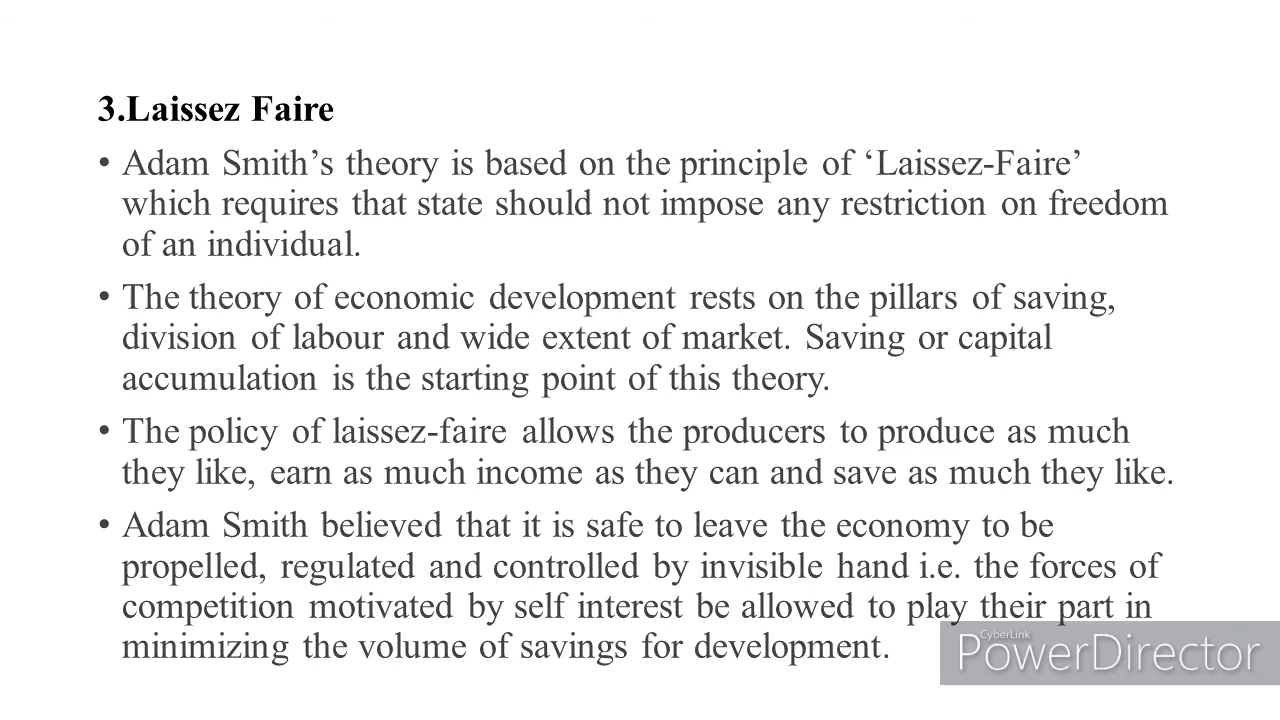 3.Laissez Faire
• Adam Smith’s theory is based on the principle of ‘Laissez-Faire’
which requires that state should not impose any restriction on freedom
of an individual.
• The theory of economic development rests on the pillars of saving,
division of labour and wide extent of market. Saving or capital
accumulation is the starting point of this theory.
• The policy of laissez-faire allows the producers to produce as much
they like, earn as much income as they can and save as much they like.
• Adam Smith believed that it is safe to leave the economy to be
propelled, regulated and controlled by invisible hand i.e. the forces of
competition motivated by self interest be allowed to play their part in
minimizing the volume of savings for development.
CyberLink
PowerDirector